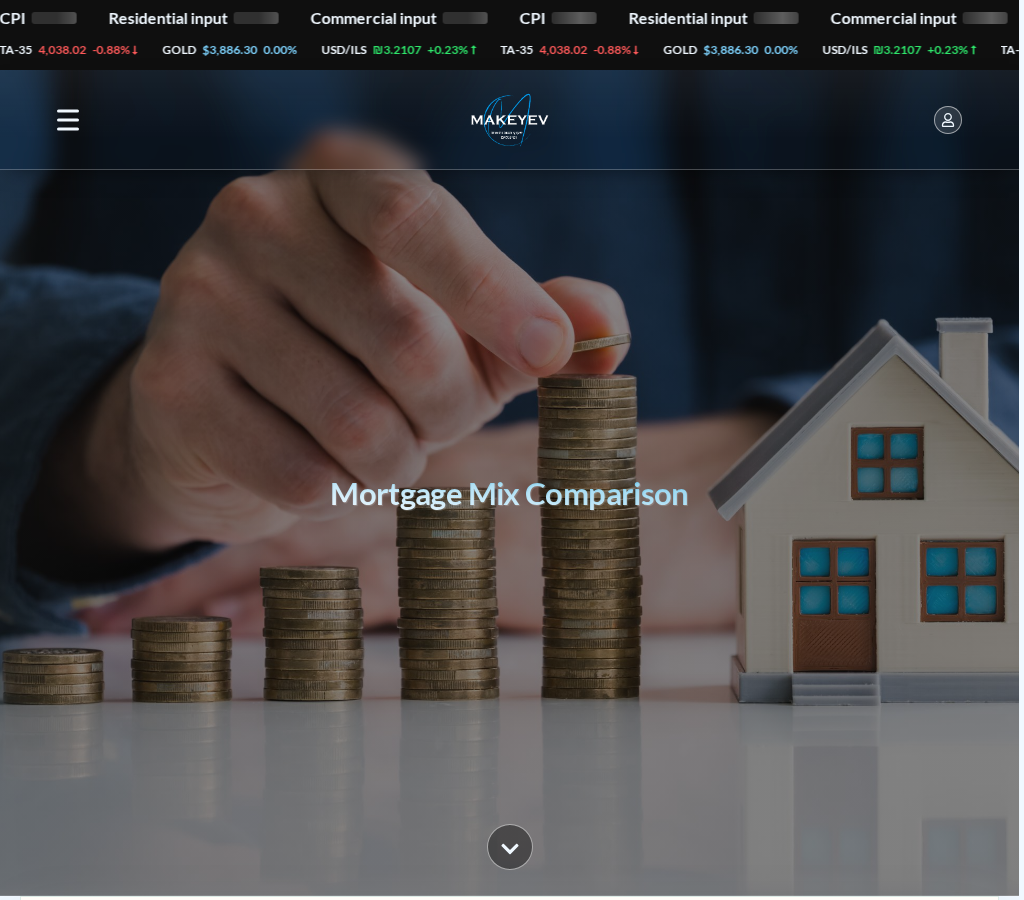 CPI Residential input Commercial input CPI Residential input Commercial input
TA-35 4,038.02 -0.88%↓ GOLD $3,886.30 0.00% USD/ILS ₪3.2107 +0.23%↑ TA-35 4,038.02 -0.88%↓ GOLD $3,886.30 0.00% USD/ILS ₪3.2107 +0.23%↑ TA-
MAKEYEV
Mortgage Mix Comparison